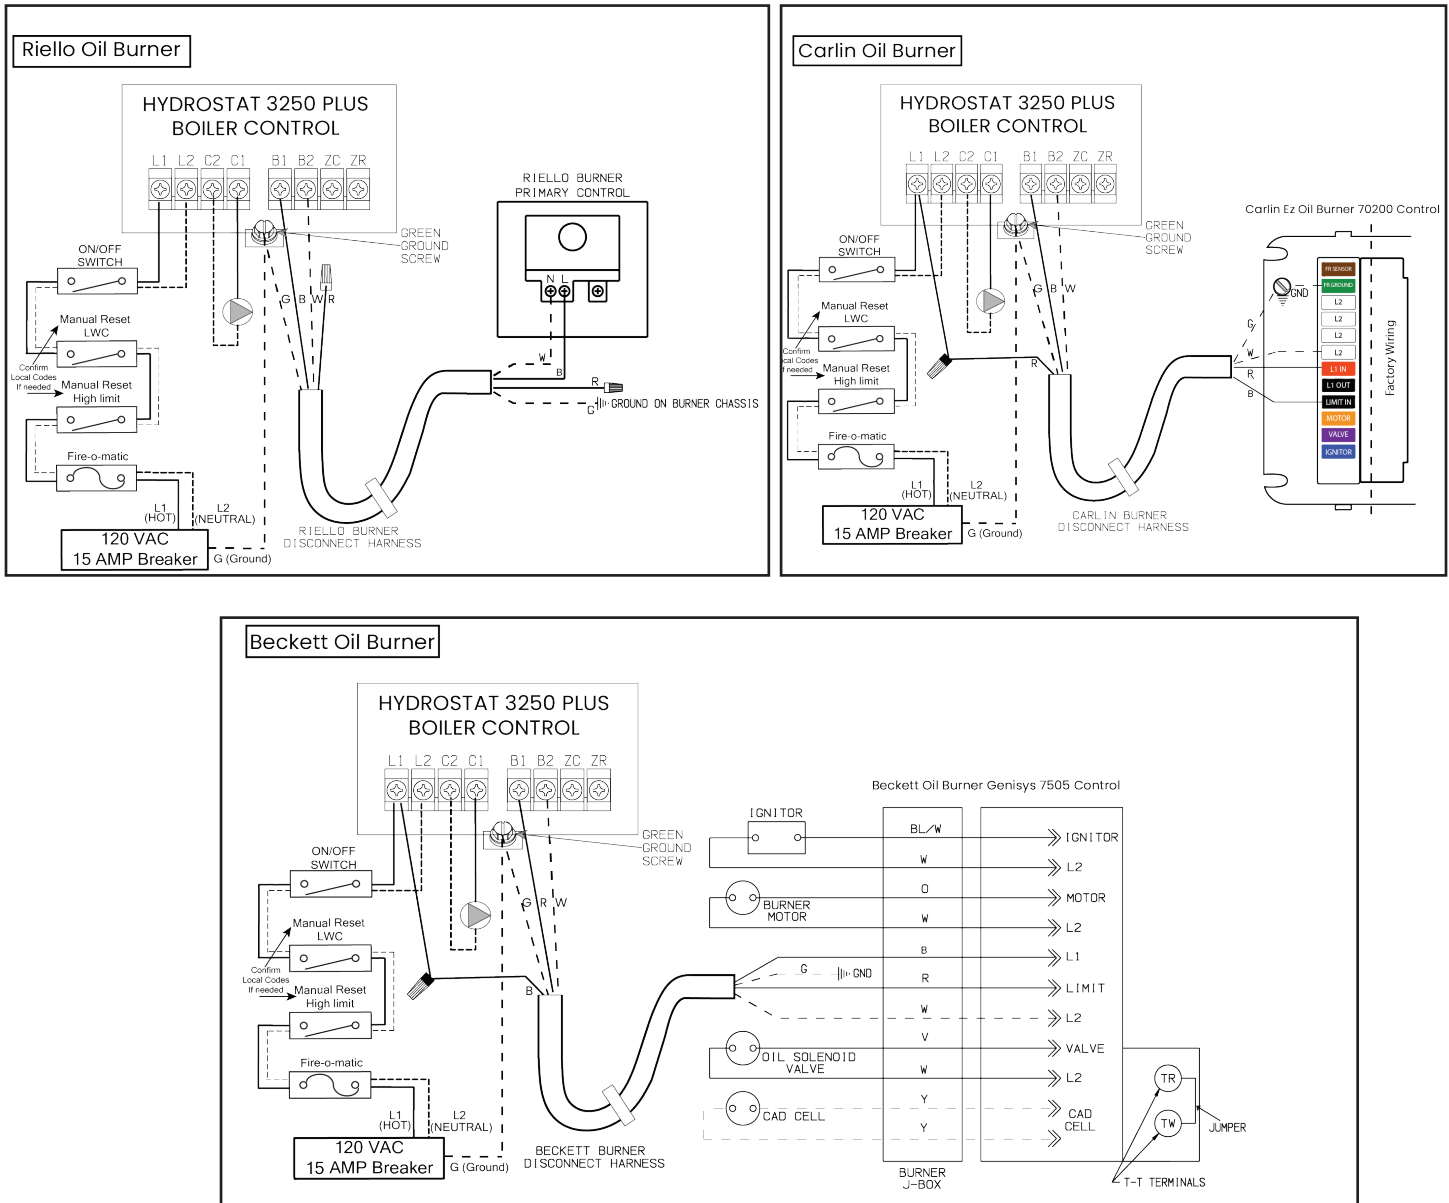 Riello Oil Burner
HYDROSTAT 3250 PLUS
BOILER CONTROL
L1 L2 C2 C1 B1 B2 ZC ZR
RIELLO BURNER
PRIMARY CONTROL
N L
GREEN
GROUND
SCREW
ON/OFF
SWITCH
G B W R
Manual Reset
LWC
Confirm
Local Codes
If needed
Manual Reset
High limit
W
B
R
G
GROUND ON BURNER CHASSIS
Fire-o-matic
L1
(HOT)
L2
(NEUTRAL)
120 VAC
15 AMP Breaker
G (Ground)
RIELLO BURNER
DISCONNECT HARNESS
Carlin Oil Burner
HYDROSTAT 3250 PLUS
BOILER CONTROL
L1 L2 C2 C1 B1 B2 ZC ZR
Carlin Ez Oil Burner 70200 Control
GREEN
GROUND
SCREW
ON/OFF
SWITCH
G B W
Manual Reset
LWC
Confirm
cal Codes
if needed
Manual Reset
High limit
R
GND
G
W
R
B
FR SENSOR
FR GROUND
L2
L2
L2
L2
L1 IN
L1 OUT
LIMIT IN
MOTOR
VALVE
IGNITOR
Factory Wiring
Fire-o-matic
L1
(HOT)
L2
(NEUTRAL)
120 VAC
15 AMP Breaker
G (Ground)
CARLIN BURNER
DISCONNECT HARNESS
Beckett Oil Burner
HYDROSTAT 3250 PLUS
BOILER CONTROL
L1 L2 C2 C1 B1 B2 ZC ZR
GREEN
GROUND
SCREW
ON/OFF
SWITCH
G R W
Manual Reset
LWC
Confirm
Local Codes
If needed
Manual Reset
High limit
B
Fire-o-matic
L1
(HOT)
L2
(NEUTRAL)
120 VAC
15 AMP Breaker
G (Ground)
BECKETT BURNER
DISCONNECT HARNESS
Beckett Oil Burner Genisys 7505 Control
IGNITOR
BL/W
IGNITOR
W
L2
BURNER
MOTOR
O
MOTOR
W
L2
B
L1
G
GND
R
LIMIT
W
L2
OIL SOLENOID
VALVE
V
VALVE
W
L2
CAD CELL
Y
Y
CAD
CELL
TR
TW
JUMPER
T-T TERMINALS
BURNER
J-BOX